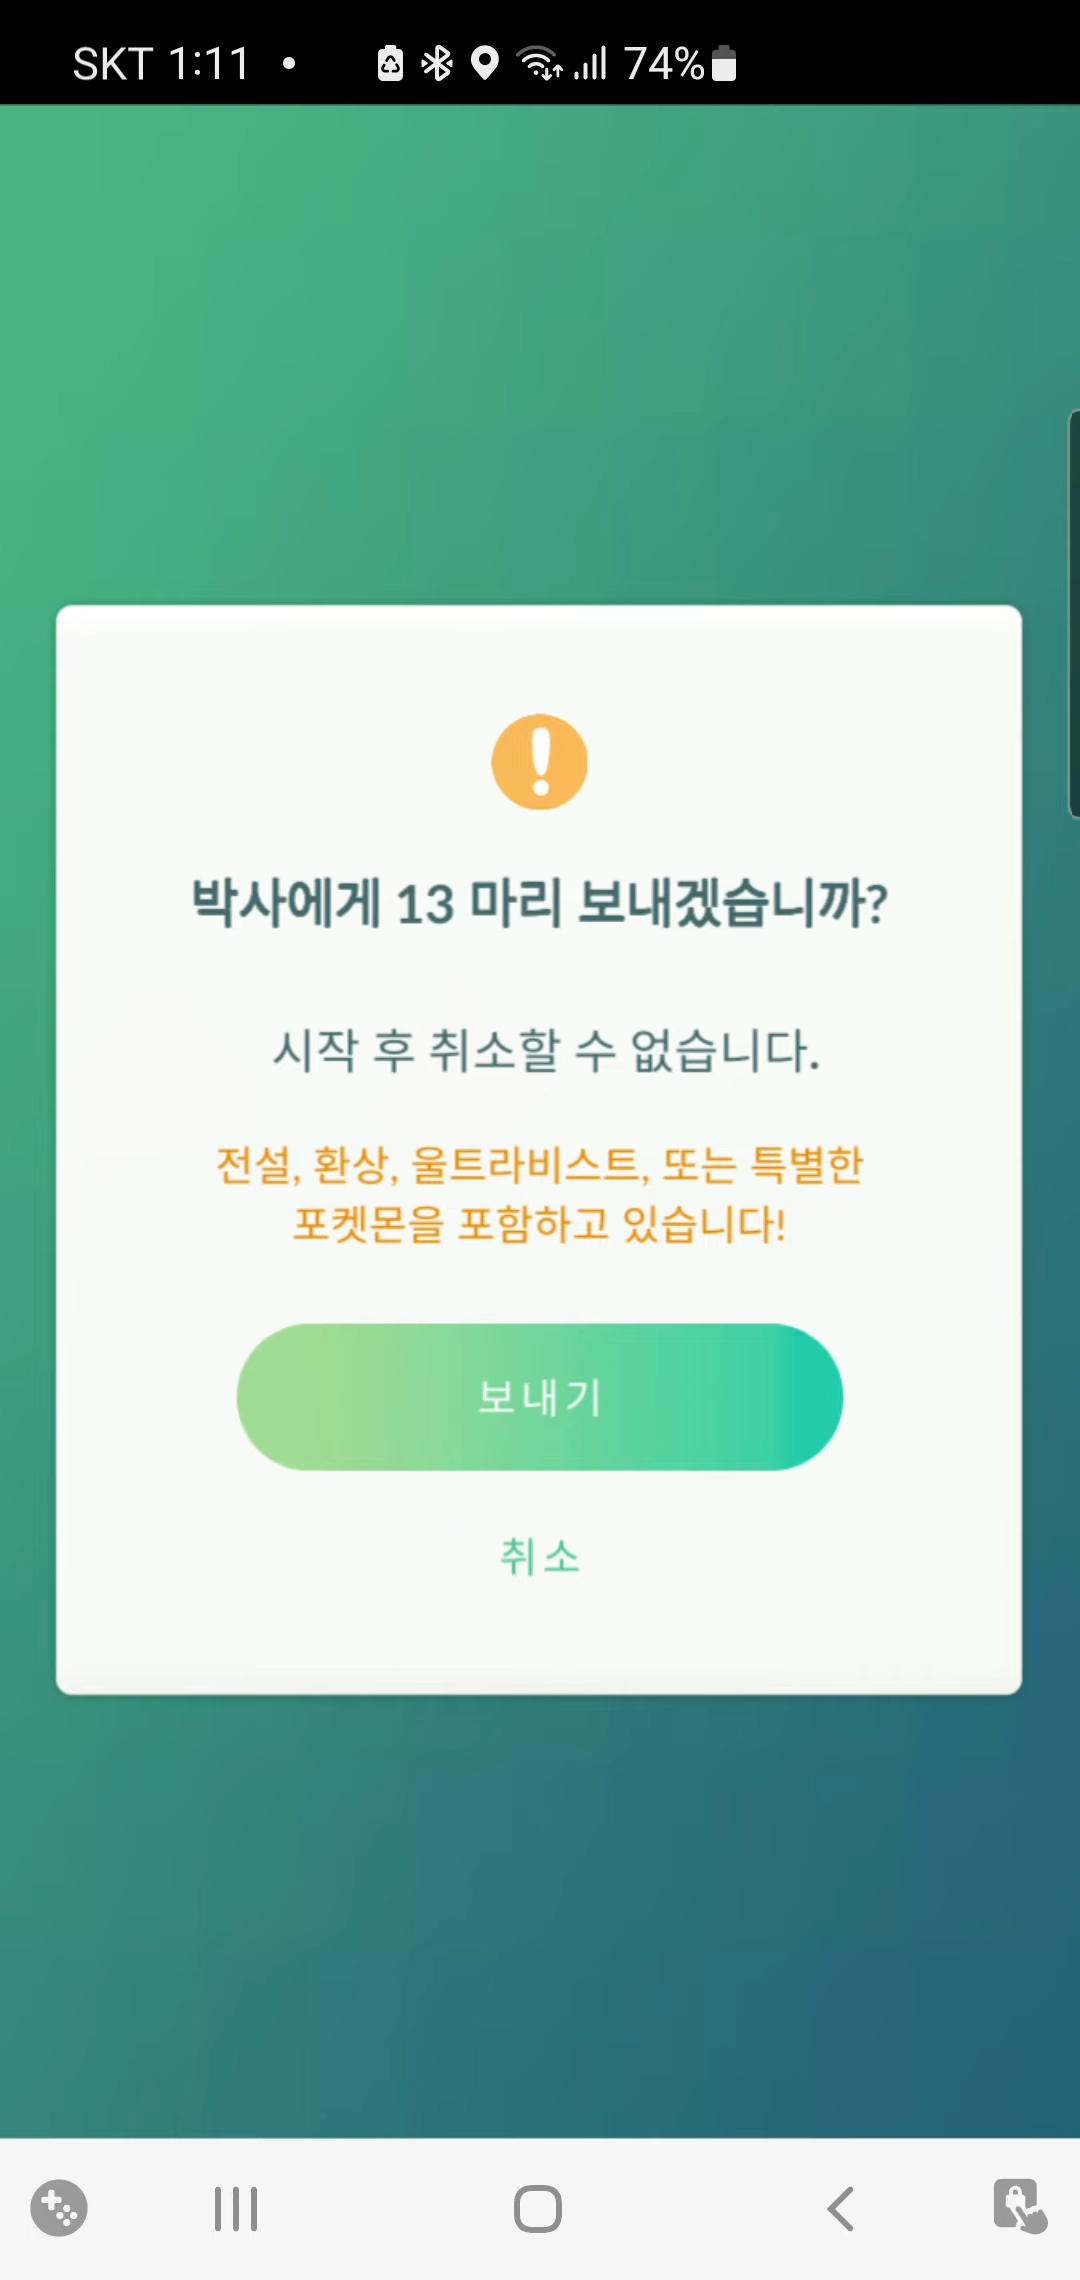 SKT 1:11 74%
박사에게 13 마리 보내겠습니까?
시작 후 취소할 수 없습니다.
전설, 환상, 울트라비스트, 또는 특별한
포켓몬을 포함하고 있습니다!
보내기
취소